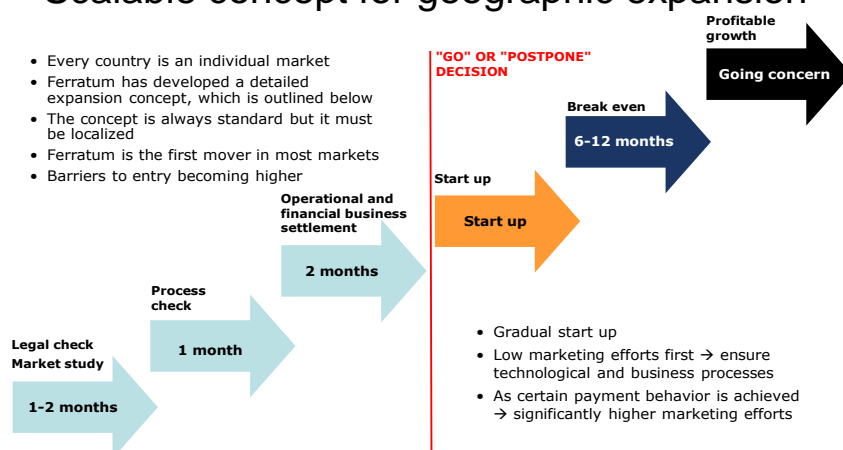 Scalable concept for geographic expansion
• Every country is an individual market
• Ferratum has developed a detailed
expansion concept, which is outlined below
• The concept is always standard but it must
be localized
• Ferratum is the first mover in most markets
• Barriers to entry becoming higher
"GO" OR "POSTPONE"
DECISION
Profitable
growth
Going concern
Break even
6-12 months
Start up
Start up
Operational and
financial business
settlement
2 months
Process
check
1 month
Legal check
Market study
1-2 months
• Gradual start up
• Low marketing efforts first → ensure
technological and business processes
• As certain payment behavior is achieved
→ significantly higher marketing efforts